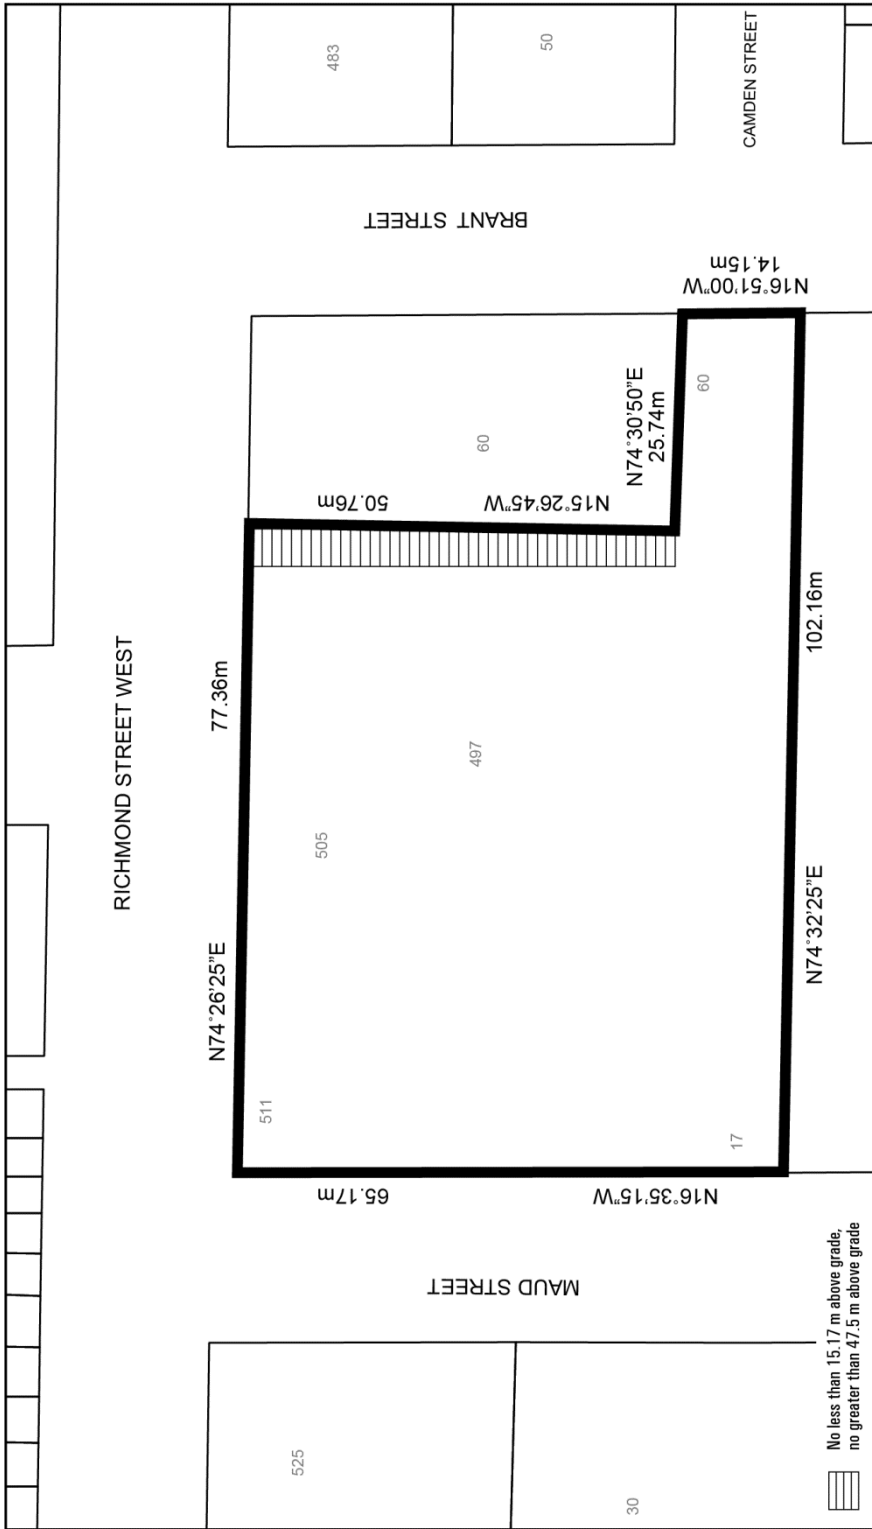 RICHMOND STREET WEST
N74°26'25"E
77.36m
MAUD STREET
65.17m
N16°35'15"W
525
30
511
505
497
17
50.76m
N15°26'45"W
60
N74°30'50"E
25.74m
60
N16°51'00"W
14.15m
N74°32'25"E
102.16m
BRANT STREET
483
50
CAMDEN STREET
No less than 15.17 m above grade,
no greater than 47.5 m above grade